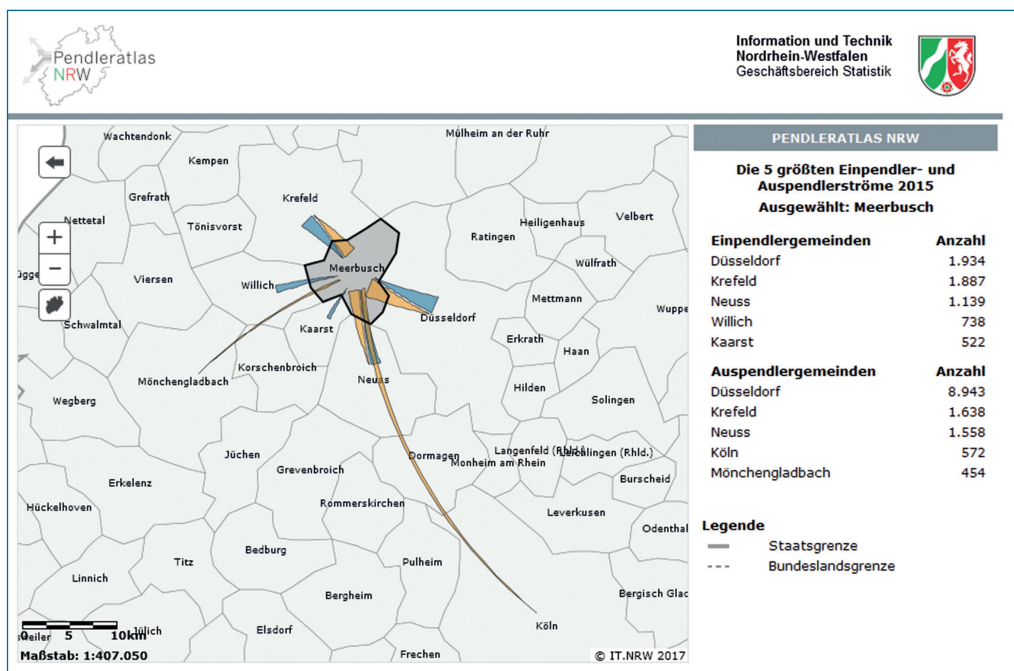 Pendleratlas
NRW
Information und Technik
Nordrhein-Westfalen
Geschäftsbereich Statistik
Wachtendonk
Mülheim an der Ruhr
Kempen
Krefeld
Grefrath
Velbert
Heiligenhaus
Nettetal
Tönisvorst
Ratingen
Wülfrath
Meerbusch
Viersen
Willich
Mettmann
Düsseldorf
Schwalmtal
Kaarst
Erkrath
Haan
Korschenbroich
Mönchengladbach
Neuss
Hilden
Wegberg
Solingen
Jüchen
Dormagen
Langenfeld (Rhld.)
Leichlingen (Rhld.)
Monheim am Rhein
Grevenbroich
Erkelenz
Burscheid
Rommerskirchen
Hückelhoven
Leverkusen
Odenthal
Bedburg
Titz
Pulheim
Linnich
Bergheim
Bergisch Glad
Elsdorf
Köln
Jülich
Frechen
0 5 10km
Maßstab: 1:407.050
© IT.NRW 2017
PENDLERATLAS NRW
Die 5 größten Einpendler- und
Auspendlerströme 2015
Ausgewählt: Meerbusch
Einpendlergemeinden Anzahl
Düsseldorf 1.934
Krefeld 1.887
Neuss 1.139
Willich 738
Kaarst 522
Auspendlergemeinden Anzahl
Düsseldorf 8.943
Krefeld 1.638
Neuss 1.558
Köln 572
Mönchengladbach 454
Legende
Staatsgrenze
Bundeslandsgrenze